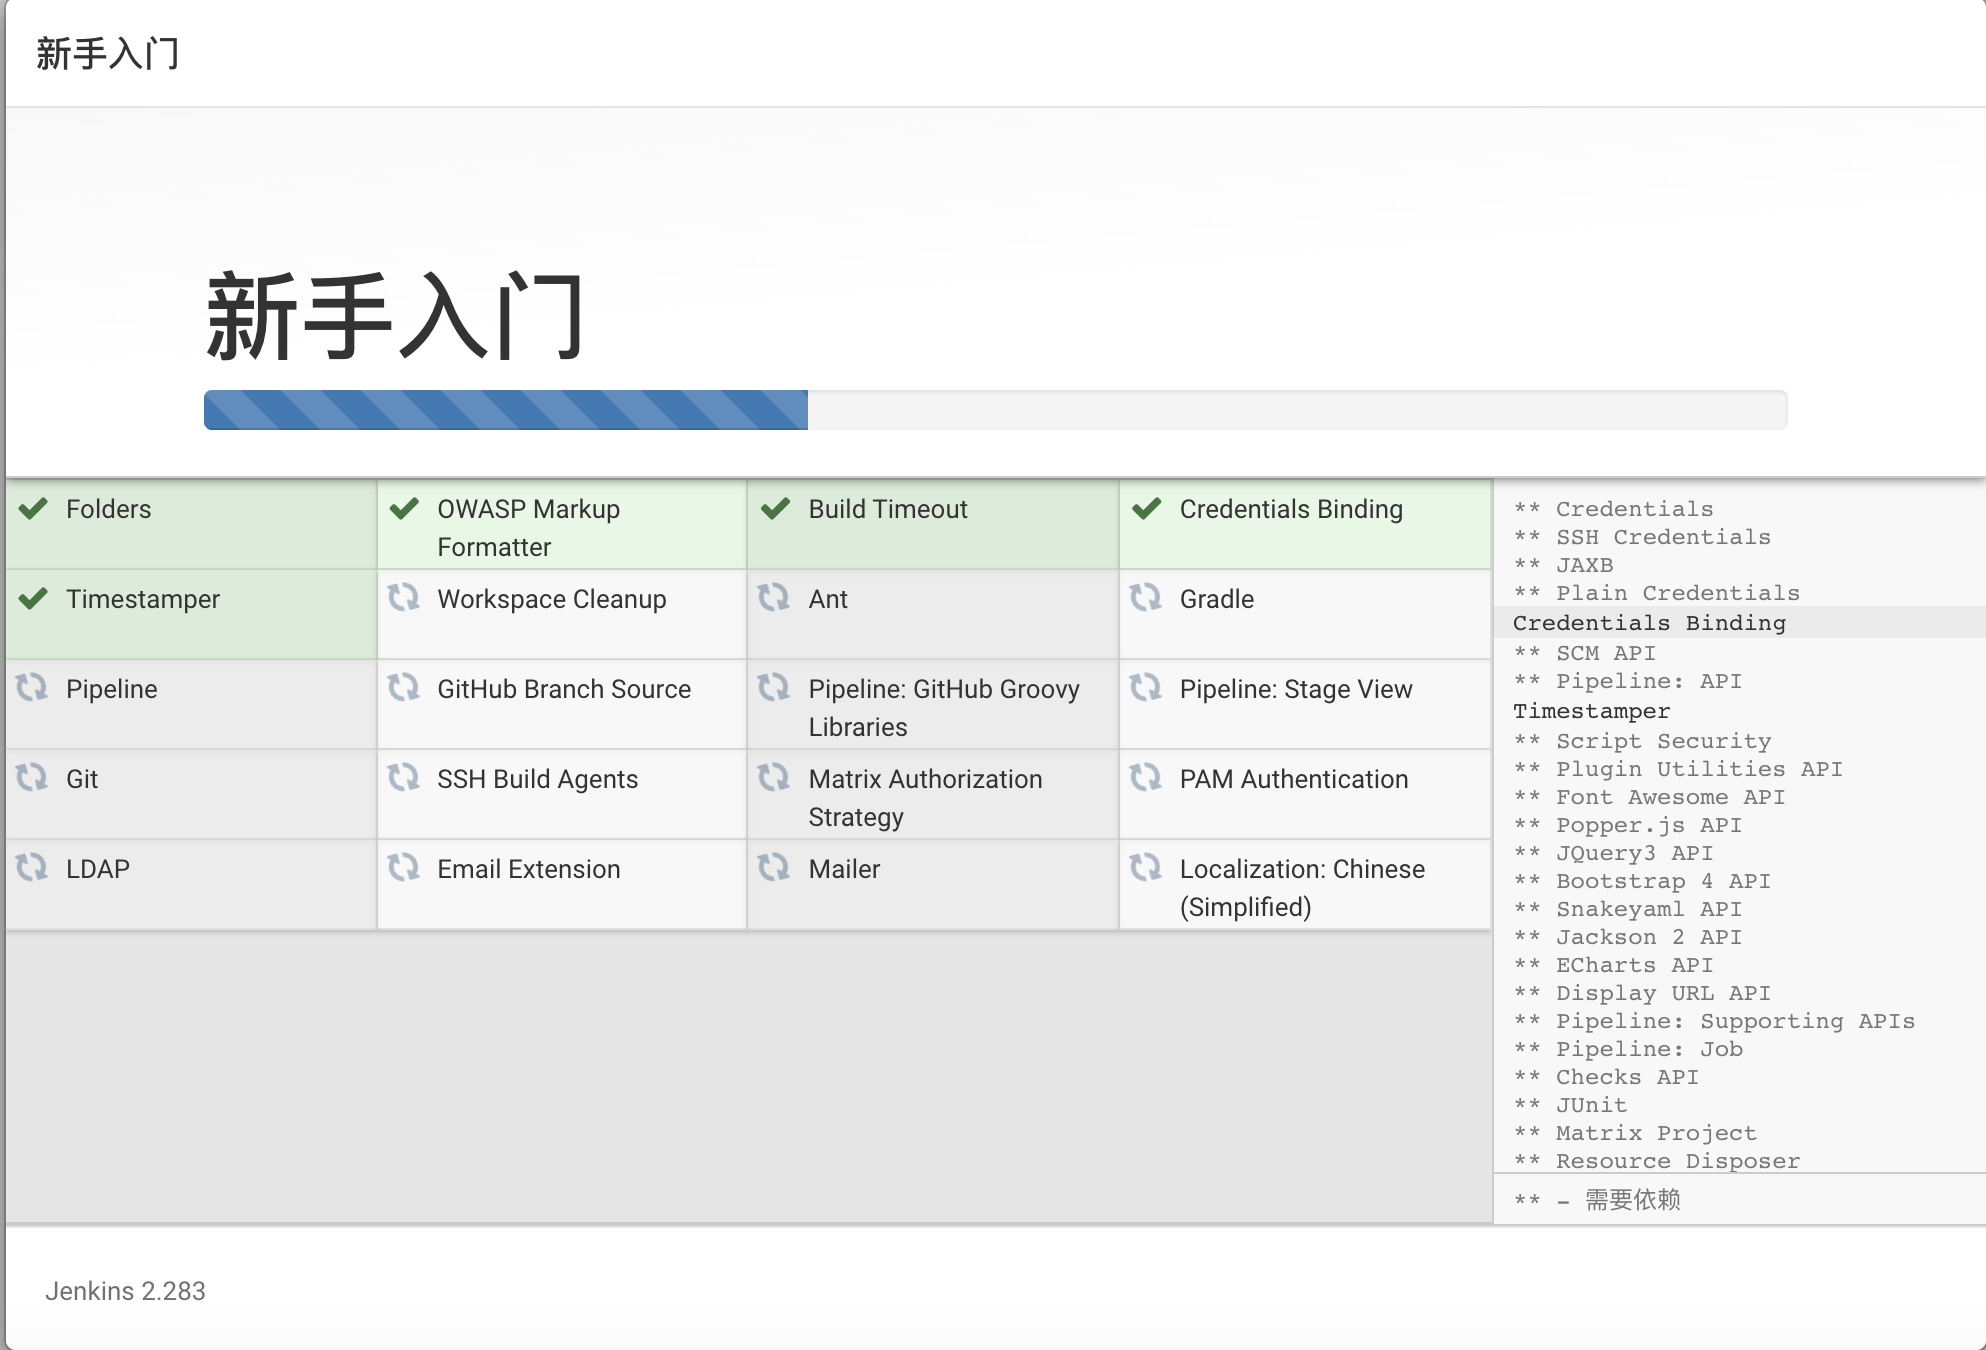 新手入门
新手入门
Folders
OWASP Markup
Formatter
Build Timeout
Credentials Binding
Timestamper
Workspace Cleanup
Ant
Gradle
Pipeline
GitHub Branch Source
Pipeline: GitHub Groovy
Libraries
Pipeline: Stage View
Git
SSH Build Agents
Matrix Authorization
Strategy
PAM Authentication
LDAP
Email Extension
Mailer
Localization: Chinese
(Simplified)
** Credentials
** SSH Credentials
** JAXB
** Plain Credentials
Credentials Binding
** SCM API
** Pipeline: API
Timestamper
** Script Security
** Plugin Utilities API
** Font Awesome API
** Popper.js API
** JQuery3 API
** Bootstrap 4 API
** Snakeyaml API
** Jackson 2 API
** ECharts API
** Display URL API
** Pipeline: Supporting APIs
** Pipeline: Job
** Checks API
** JUnit
** Matrix Project
** Resource Disposer
** - 需要依赖
Jenkins 2.283